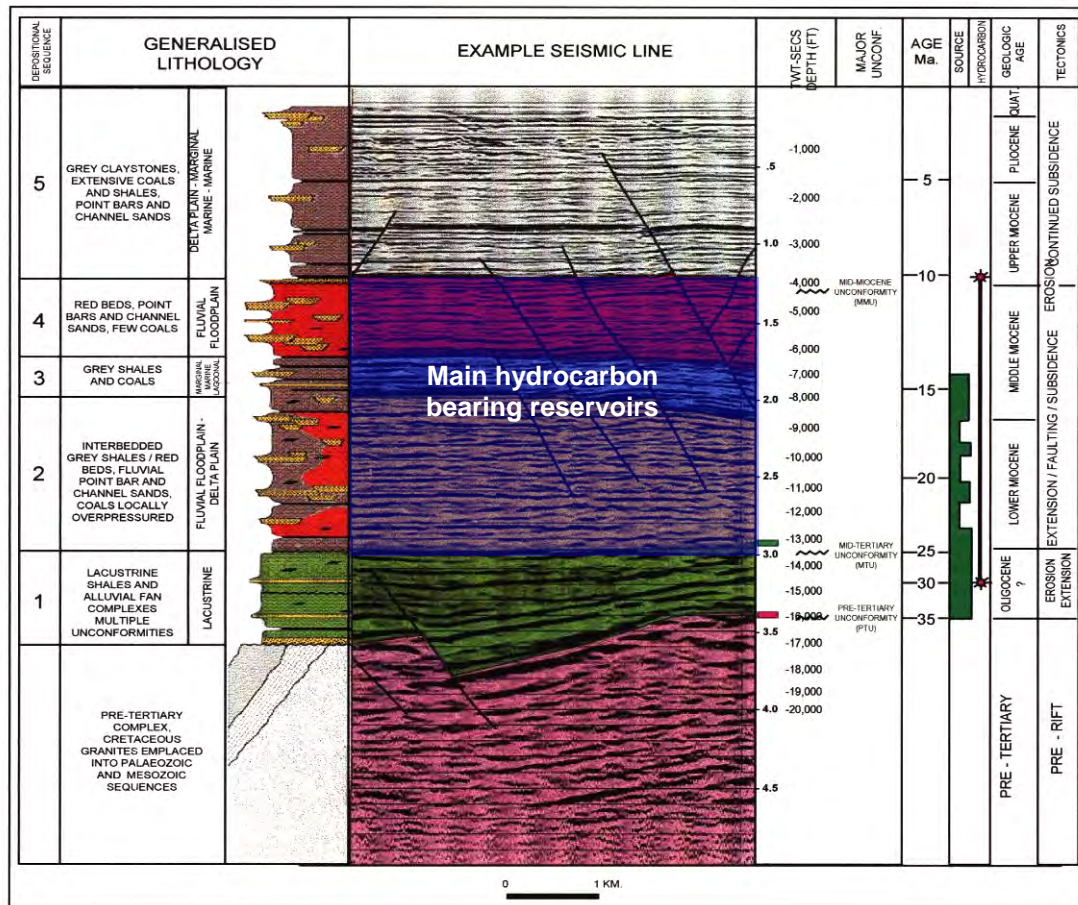 DEPOSITIONAL
SEQUENCE
GENERALISED
LITHOLOGY
EXAMPLE SEISMIC LINE
TWT-SECS
DEPTH (FT)
MAJOR
UNCONF.
AGE
Ma.
SOURCE
HYDROCARBON
GEOLOGIC
AGE
TECTONICS
5
GREY CLAYSTONES,
EXTENSIVE COALS
AND SHALES,
POINT BARS AND
CHANNEL SANDS
DELTA PLAIN - MARGINAL
MARINE - MARINE
4
RED BEDS, POINT
BARS AND CHANNEL
SANDS, FEW COALS
FLUVIAL
FLOODPLAIN
3
GREY SHALES
AND COALS
MARGINAL
MARINE
LAGOONAL
2
INTERBEDDED
GREY SHALES / RED
BEDS, FLUVIAL
POINT BAR AND
CHANNEL SANDS,
COALS LOCALLY
OVERPRESSURED
FLUVIAL FLOODPLAIN -
DELTA PLAIN
1
LACUSTRINE
SHALES AND
ALLUVIAL FAN
COMPLEXES
MULTIPLE
UNCONFORMITIES
LACUSTRINE
PRE-TERTIARY
COMPLEX,
CRETACEOUS
GRANITES EMPLACED
INTO PALAEOZOIC
AND MESOZOIC
SEQUENCES
Main hydrocarbon
bearing reservoirs
.5
1.0
1.5
2.0
2.5
3.0
3.5
4.0
4.5
-1,000
-2,000
-3,000
-4,000
-5,000
-6,000
-7,000
-8,000
-9,000
-10,000
-11,000
-12,000
-13,000
-14,000
-15,000
-16,000
-17,000
-18,000
-19,000
-20,000
MID-MIOCENE
UNCONFORMITY
(MMU)
MID-TERTIARY
UNCONFORMITY
(MTU)
PRE-TERTIARY
UNCONFORMITY
(PTU)
5
10
15
20
25
30
35
QUAT.
PLIOCENE
UPPER MIOCENE
MIDDLE MIOCENE
LOWER MIOCENE
OLIGOCENE
?
PRE - TERTIARY
CONTINUED SUBSIDENCE
EROSION
EXTENSION / FAULTING / SUBSIDENCE
EROSION
EXTENSION
PRE - RIFT
0 1 KM.